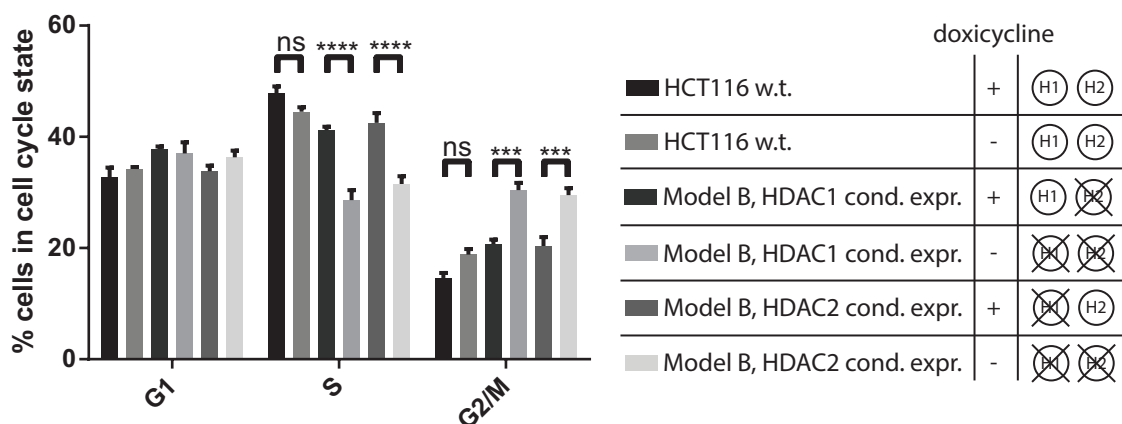 % cells in cell cycle state
60
40
20
0
ns
****
****
ns
***
***
G1
S
G2/M
doxicycline
HCT116 w.t. + H1 H2
HCT116 w.t. - H1 H2
Model B, HDAC1 cond. expr. + H1 H2
Model B, HDAC1 cond. expr. - H1 H2
Model B, HDAC2 cond. expr. + H1 H2
Model B, HDAC2 cond. expr. - H1 H2